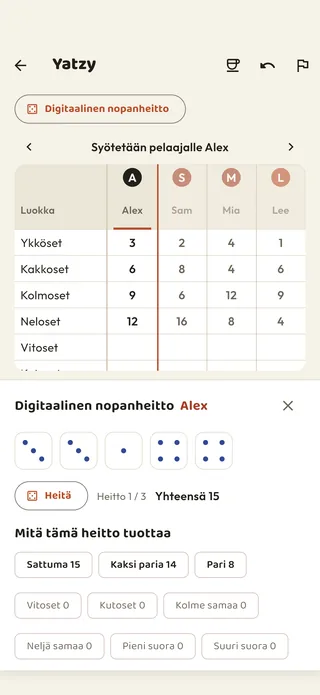 Yatzy
Digitaalinen nopanheitto
Syötetään pelaajalle Alex
A S M L
Luokka Alex Sam Mia Lee
Ykköset 3 2 4 1
Kakkoset 6 8 4 6
Kolmoset 9 6 12 9
Neloset 12 16 8 4
Vitoset
Digitaalinen nopanheitto Alex
Heitä Heitto 1 / 3 Yhteensä 15
Mitä tämä heitto tuottaa
Sattuma 15 Kaksi paria 14 Pari 8
Vitoset 0 Kutoset 0 Kolme samaa 0
Neljä samaa 0 Pieni suora 0 Suuri suora 0